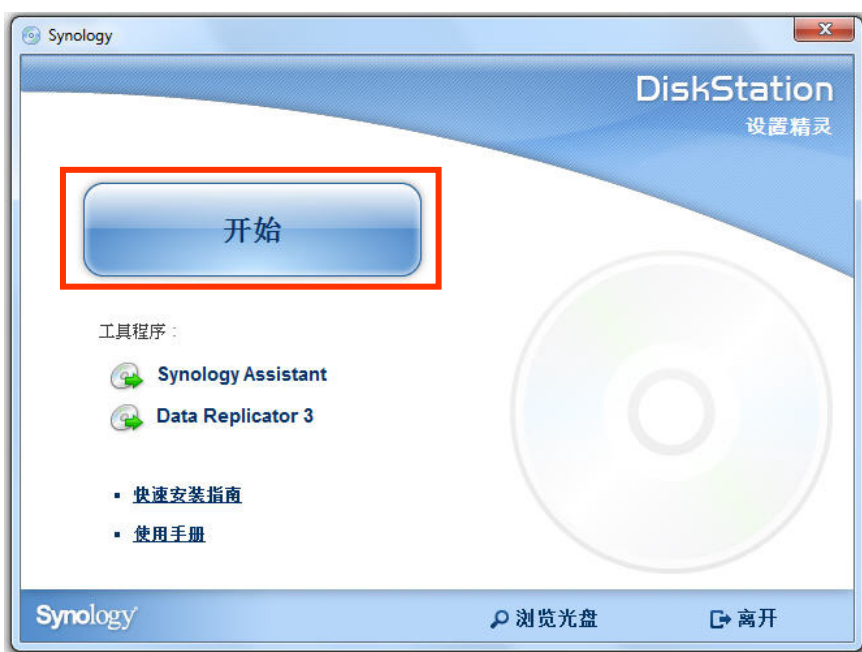 Synology
DiskStation
设置精灵
开始
工具程序：
Synology Assistant
Data Replicator 3
快速安装指南
使用手册
Synology
浏览光盘
离开